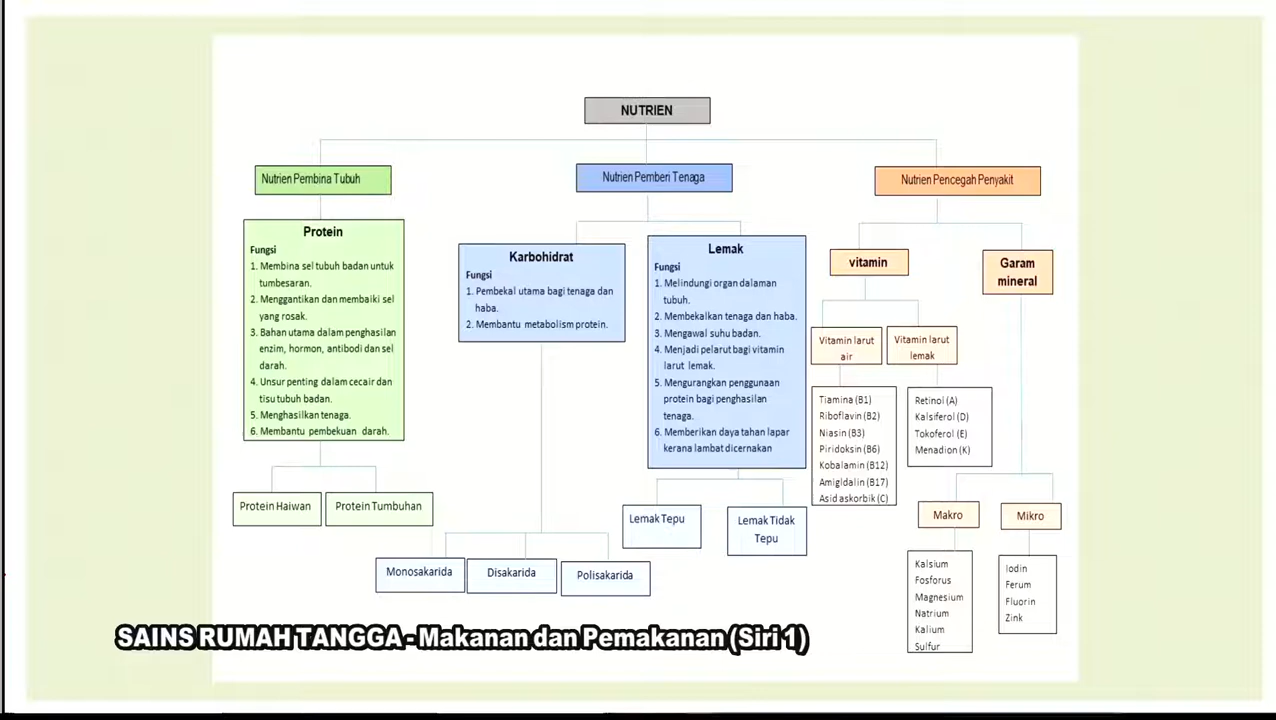 NUTRIEN
Nutrien Pembina Tubuh
Protein
Fungsi
1. Membina sel tubuh badan untuk
tumbesaran.
2. Menggantikan dan membaiki sel
yang rosak.
3. Bahan utama dalam penghasilan
enzim, hormon, antibodi dan sel
darah.
4. Unsur penting dalam cecair dan
tisu tubuh badan.
5. Menghasilkan tenaga.
6. Membantu pembekuan darah.
Protein Haiwan
Protein Tumbuhan
Nutrien Pemberi Tenaga
Karbohidrat
Fungsi
1. Pembekal utama bagi tenaga dan
haba.
2. Membantu metabolism protein.
Monosakarida
Disakarida
Polisakarida
Lemak
Fungsi
1. Melindungi organ dalaman
tubuh.
2. Membekalkan tenaga dan haba.
3. Mengawal suhu badan.
4. Menjadi pelarut bagi vitamin
larut lemak.
5. Mengurangkan penggunaan
protein bagi penghasilan
tenaga.
6. Memberikan daya tahan lapar
kerana lambat dicernakan
Lemak Tepu
Lemak Tidak
Tepu
Nutrien Pencegah Penyakit
vitamin
Vitamin larut
air
Tiamina (B1)
Riboflavin (B2)
Niasin (B3)
Piridoksin (B6)
Kobalamin (B12)
Amigldalin (B17)
Asid askorbik (C)
Vitamin larut
lemak
Retinol (A)
Kalsiferol (D)
Tokoferol (E)
Menadion (K)
Garam
mineral
Makro
Kalsium
Fosforus
Magnesium
Natrium
Kalium
Sulfur
Mikro
Iodin
Ferum
Fluorin
Zink
SAINS RUMAHTANGGA - Makanan dan Pemakanan (Siri 1)